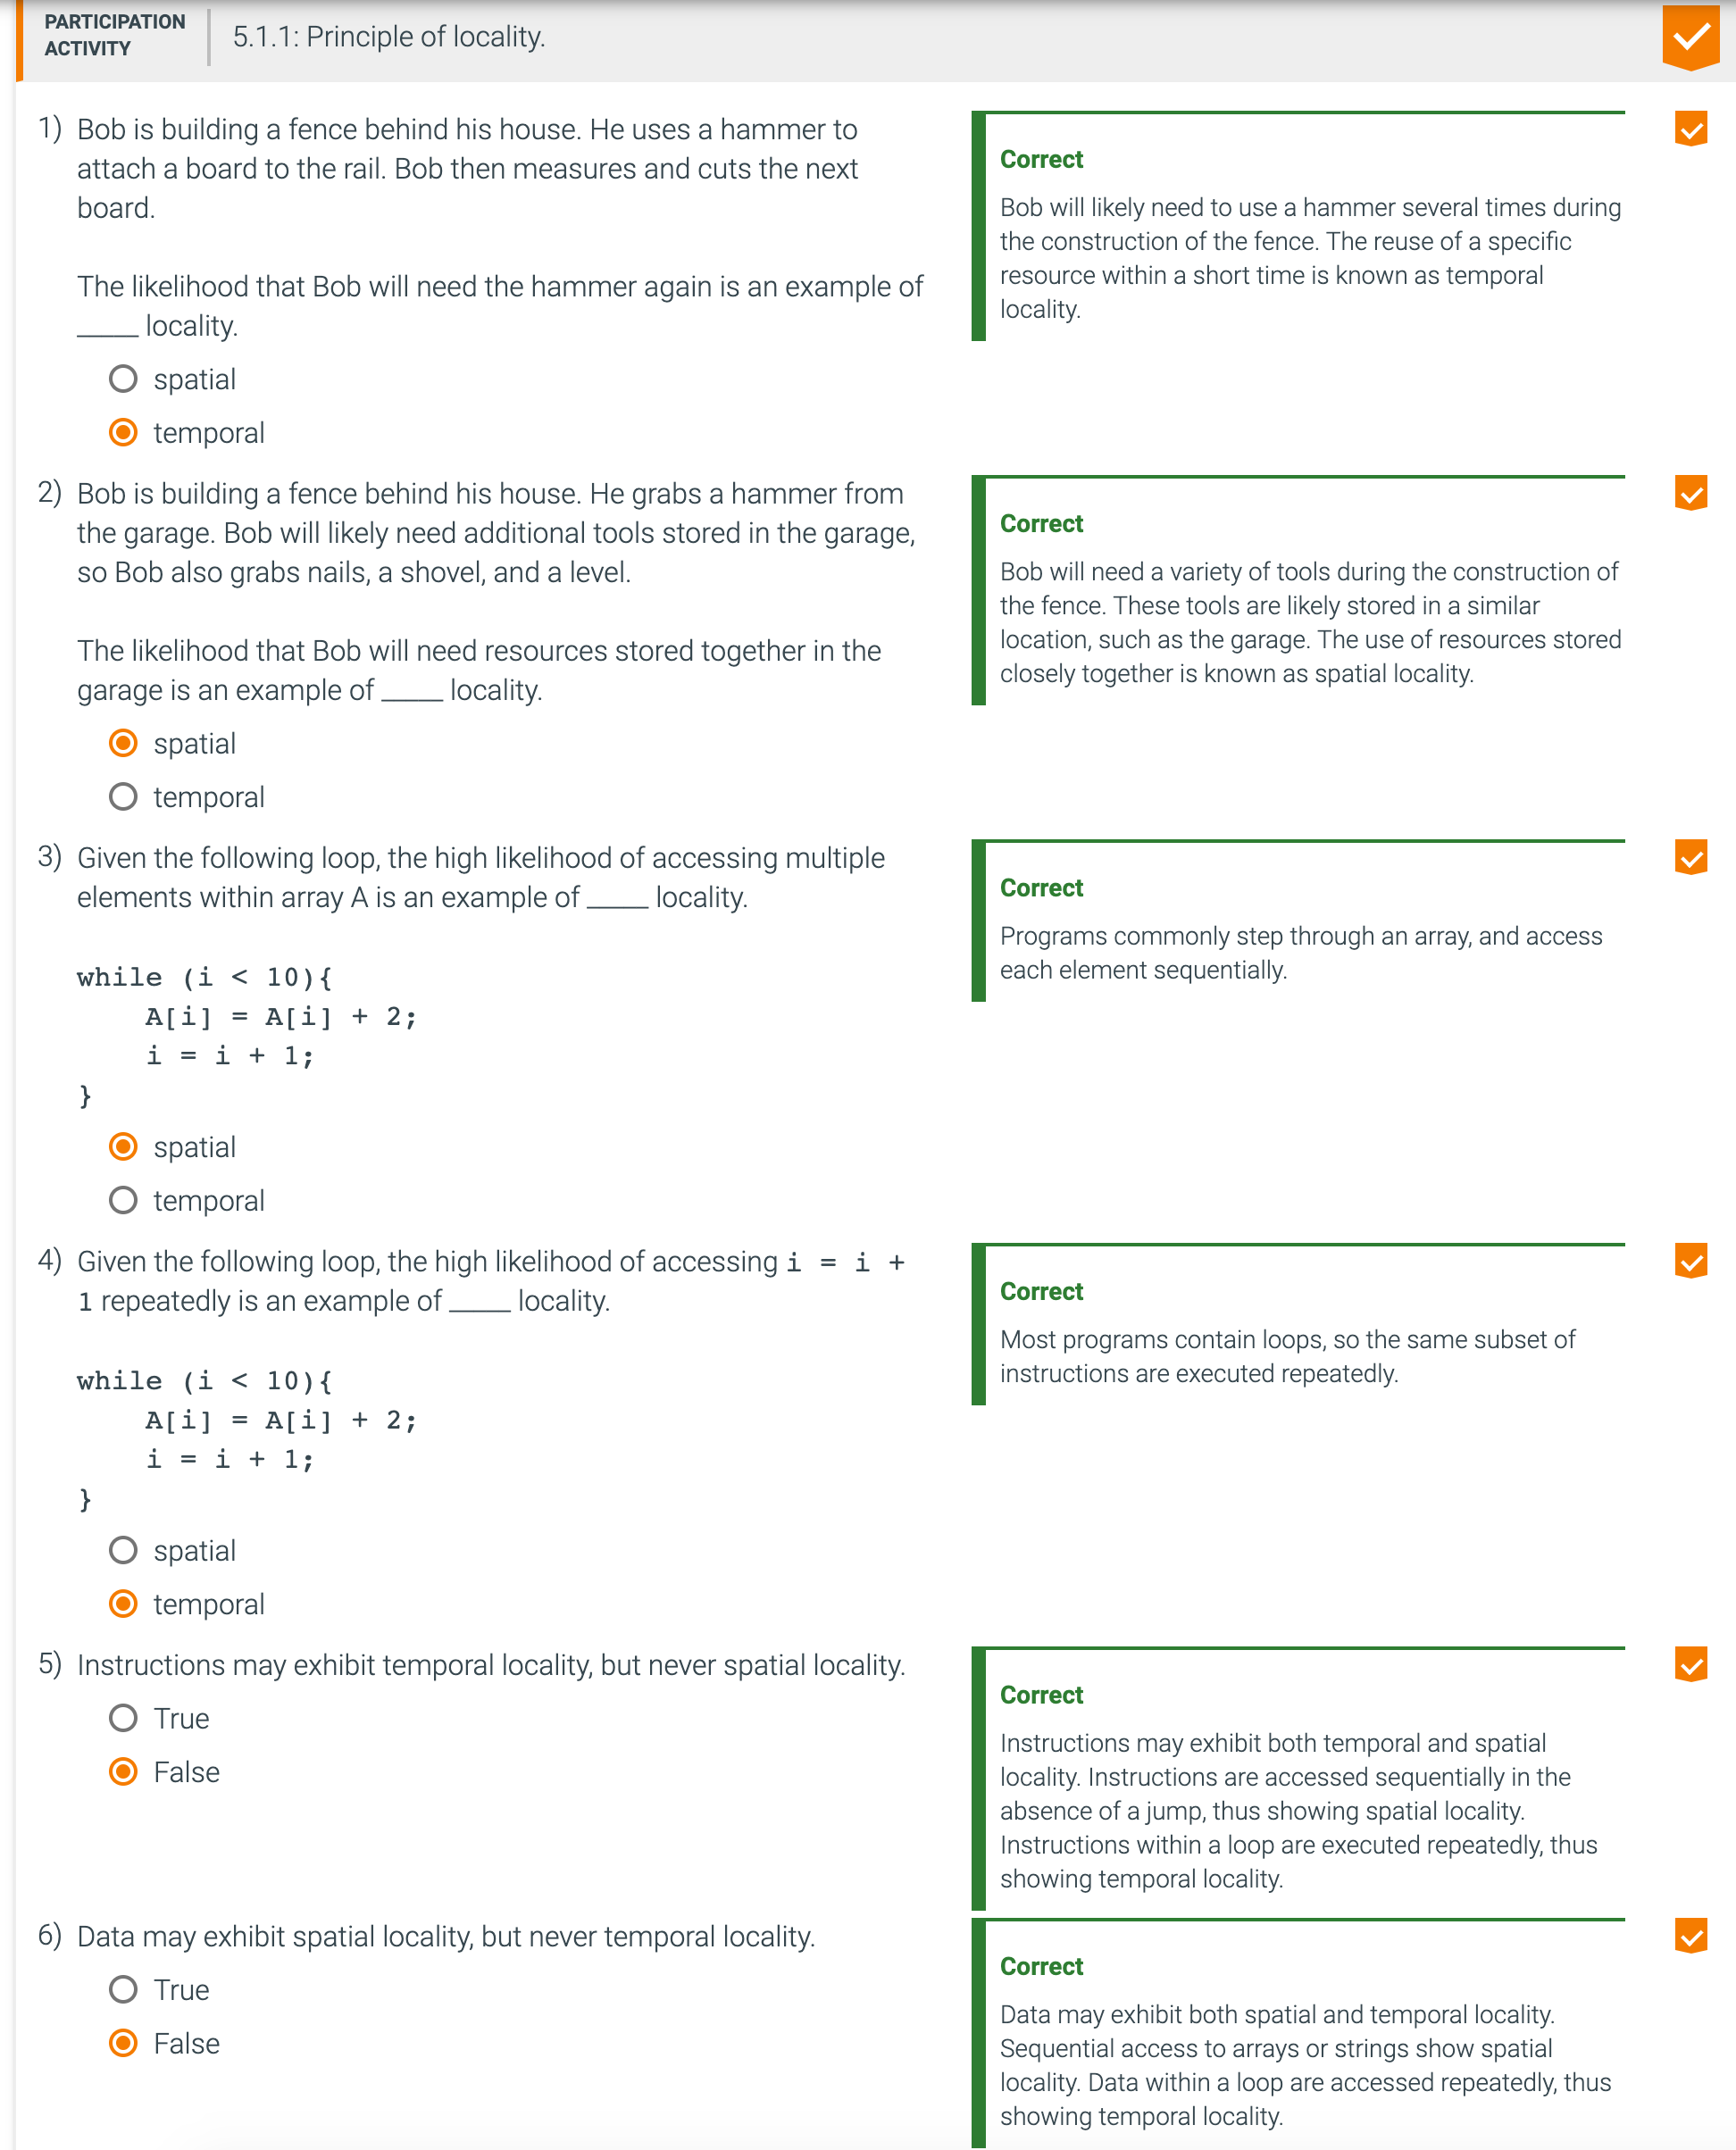 PARTICIPATION
ACTIVITY
5.1.1: Principle of locality.
1) Bob is building a fence behind his house. He uses a hammer to
attach a board to the rail. Bob then measures and cuts the next
board.
The likelihood that Bob will need the hammer again is an example of
____ locality.
spatial
temporal
Correct
Bob will likely need to use a hammer several times during
the construction of the fence. The reuse of a specific
resource within a short time is known as temporal
locality.
2) Bob is building a fence behind his house. He grabs a hammer from
the garage. Bob will likely need additional tools stored in the garage,
so Bob also grabs nails, a shovel, and a level.
The likelihood that Bob will need resources stored together in the
garage is an example of ____ locality.
spatial
temporal
Correct
Bob will need a variety of tools during the construction of
the fence. These tools are likely stored in a similar
location, such as the garage. The use of resources stored
closely together is known as spatial locality.
3) Given the following loop, the high likelihood of accessing multiple
elements within array A is an example of ____ locality.
while (i < 10){
    A[i] = A[i] + 2;
    i = i + 1;
}
spatial
temporal
Correct
Programs commonly step through an array, and access
each element sequentially.
4) Given the following loop, the high likelihood of accessing i = i +
1 repeatedly is an example of ____ locality.
while (i < 10){
    A[i] = A[i] + 2;
    i = i + 1;
}
spatial
temporal
Correct
Most programs contain loops, so the same subset of
instructions are executed repeatedly.
5) Instructions may exhibit temporal locality, but never spatial locality.
True
False
Correct
Instructions may exhibit both temporal and spatial
locality. Instructions are accessed sequentially in the
absence of a jump, thus showing spatial locality.
Instructions within a loop are executed repeatedly, thus
showing temporal locality.
6) Data may exhibit spatial locality, but never temporal locality.
True
False
Correct
Data may exhibit both spatial and temporal locality.
Sequential access to arrays or strings show spatial
locality. Data within a loop are accessed repeatedly, thus
showing temporal locality.